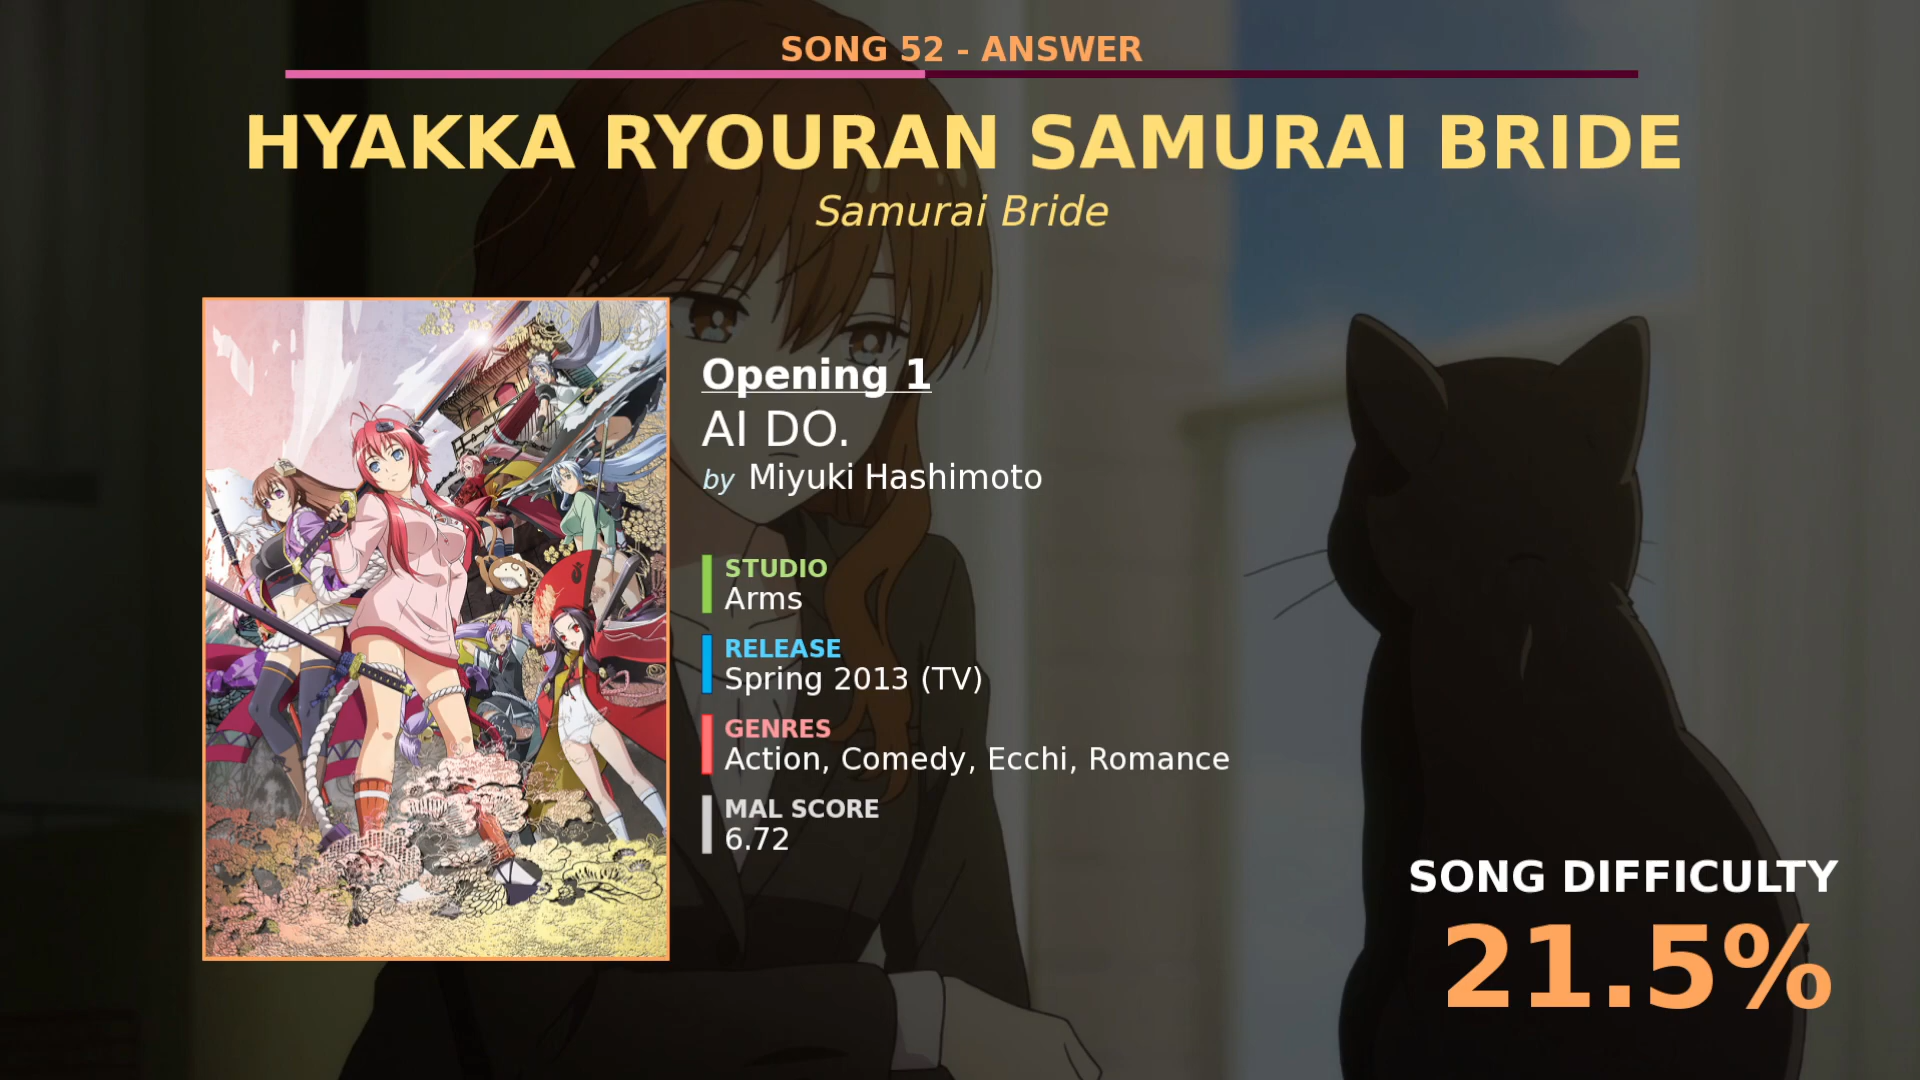 SONG 52 - ANSWER
HYAKKA RYOURAN SAMURAI BRIDE
Samurai Bride
Opening 1
AI DO.
by Miyuki Hashimoto
STUDIO
Arms
RELEASE
Spring 2013 (TV)
GENRES
Action, Comedy, Ecchi, Romance
MAL SCORE
6.72
SONG DIFFICULTY
21.5%